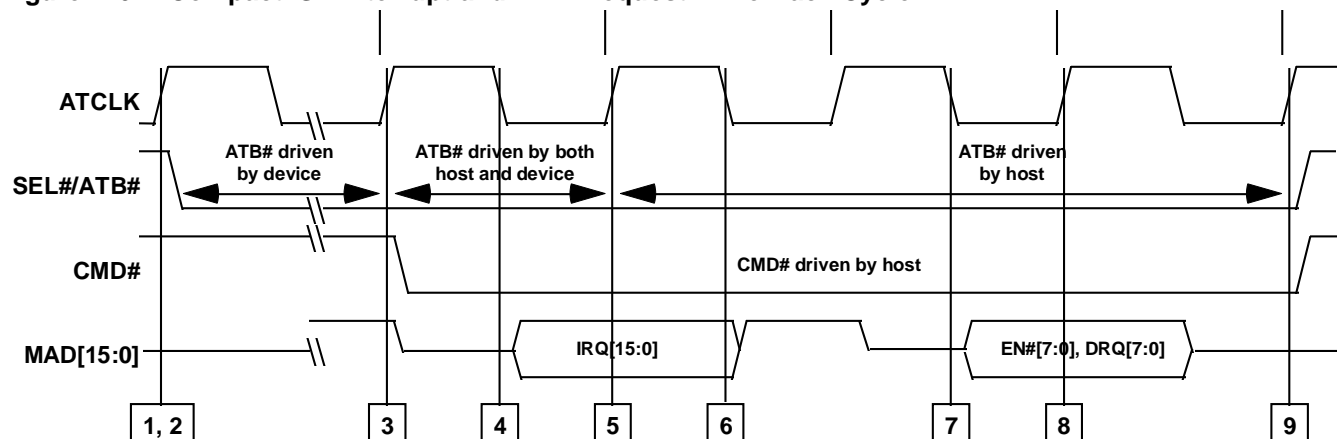 ATCLK
ATB# driven
by device
ATB# driven by both
host and device
ATB# driven
by host
SEL#/ATB#
CMD#
CMD# driven by host
MAD[15:0]
IRQ[15:0]
EN#[7:0], DRQ[7:0]
1, 2
3
4
5
6
7
8
9